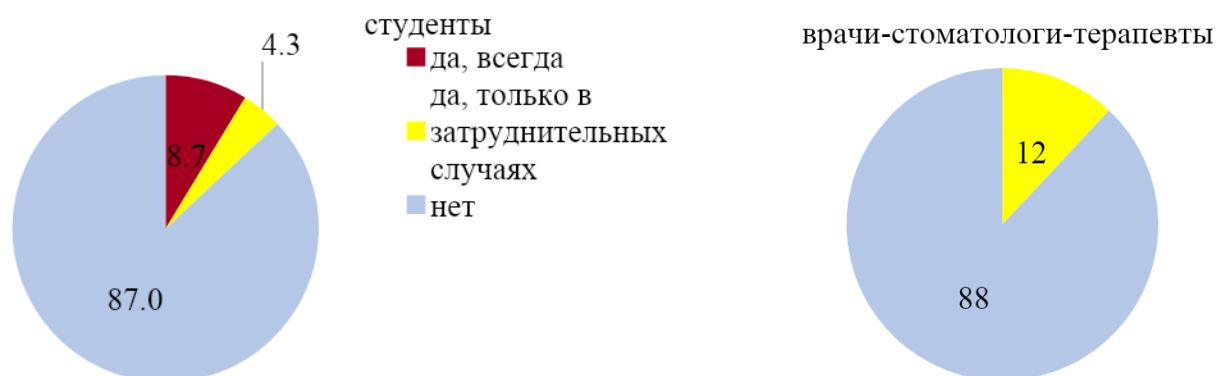 студенты
4.3
да, всегда
да, только в
затруднительных
случаях
нет
8.7
87.0
врачи-стоматологи-терапевты
12
88